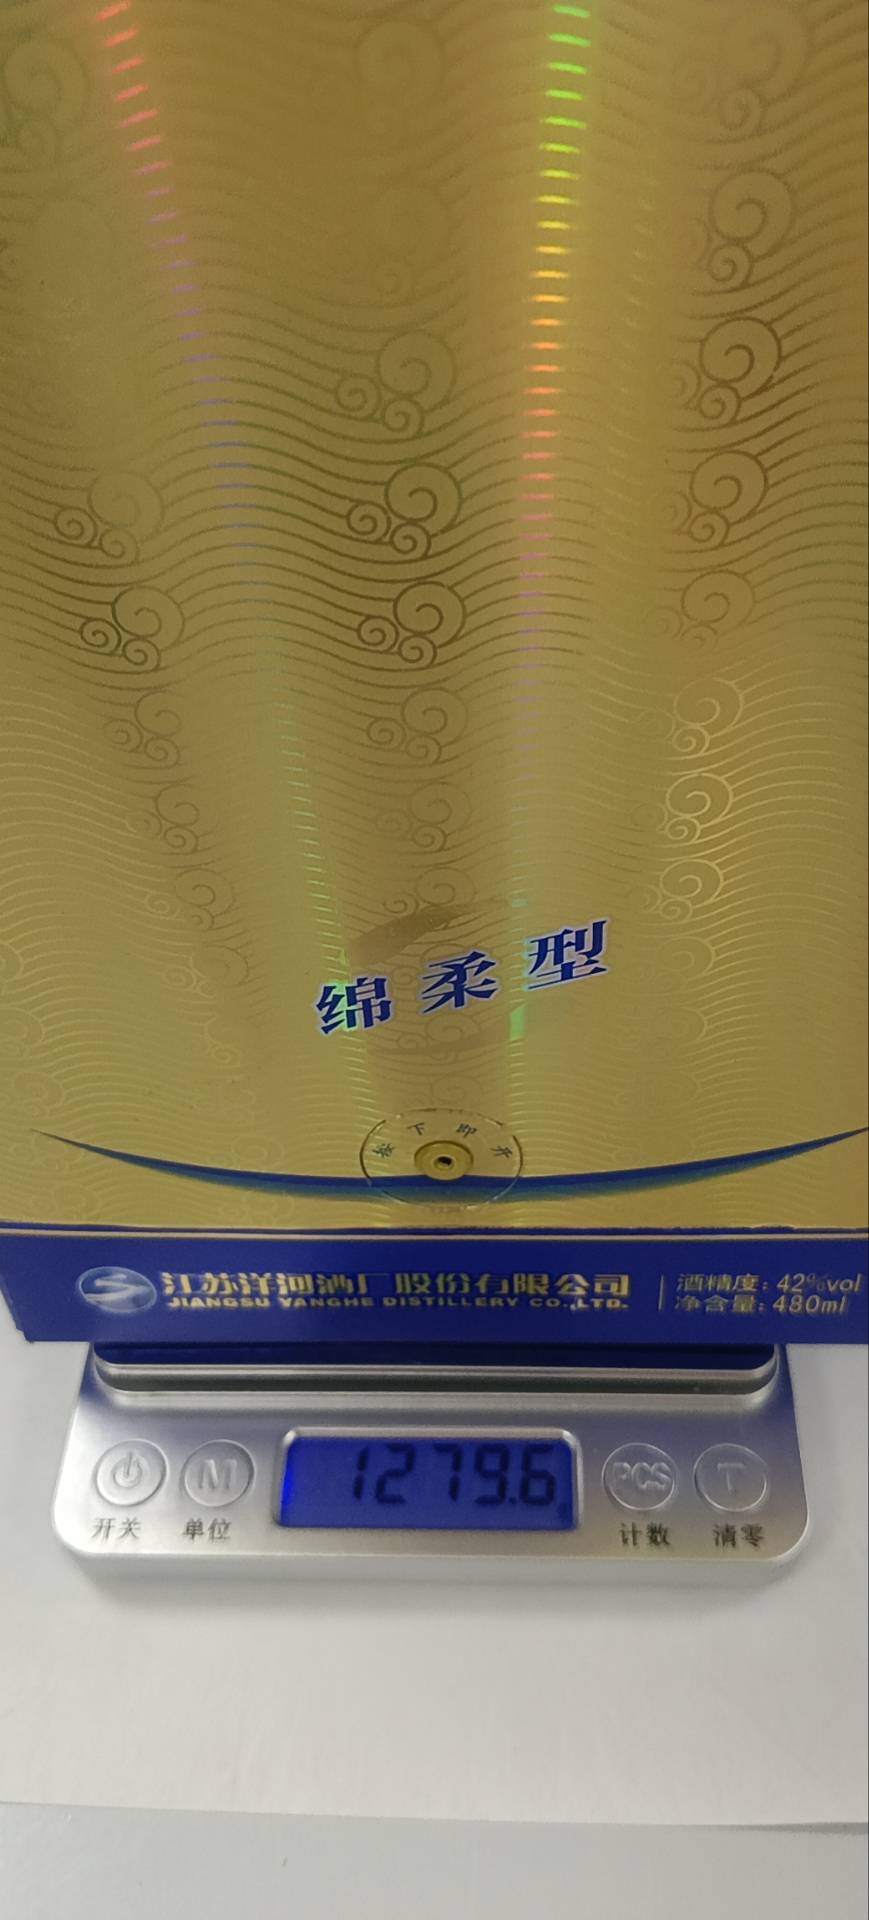 绵柔型
按下即开
江苏洋河酒厂股份有限公司
JIANGSU YANGHE DISTILLERY CO.,LTD.
酒精度：42%vol
净含量：480ml
1279.6
M
PCS
T
开关
单位
计数
清零